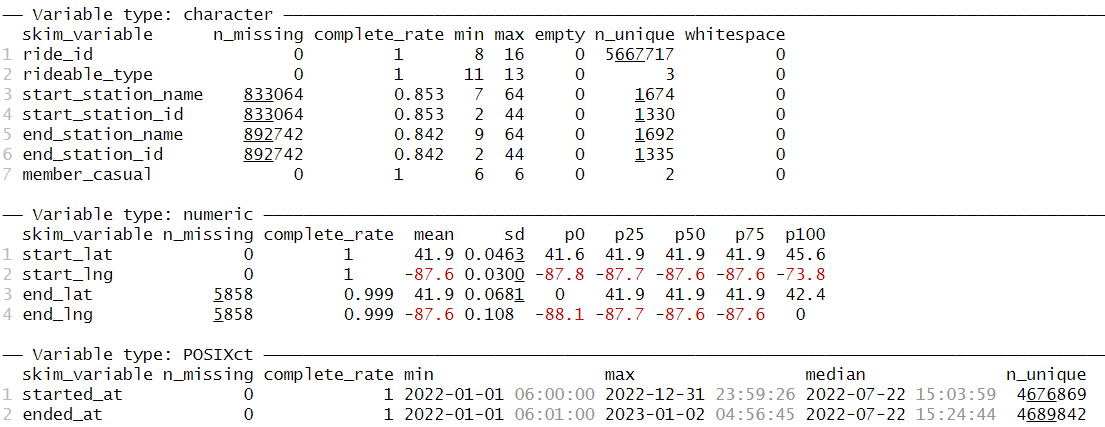 ── Variable type: character ──
skim_variable n_missing complete_rate min max empty n_unique whitespace
1 ride_id 0 1 8 16 0 5667717 0
2 rideable_type 0 1 11 13 0 3 0
3 start_station_name 833064 0.853 7 64 0 1674 0
4 start_station_id 833064 0.853 2 44 0 1330 0
5 end_station_name 892742 0.842 9 64 0 1692 0
6 end_station_id 892742 0.842 2 44 0 1335 0
7 member_casual 0 1 6 6 0 2 0
── Variable type: numeric ──
skim_variable n_missing complete_rate mean sd p0 p25 p50 p75 p100
1 start_lat 0 1 41.9 0.0463 41.6 41.9 41.9 41.9 45.6
2 start_lng 0 1 -87.6 0.0300 -87.8 -87.7 -87.6 -87.6 -73.8
3 end_lat 5858 0.999 41.9 0.0681 0 41.9 41.9 41.9 42.4
4 end_lng 5858 0.999 -87.6 0.108 -88.1 -87.7 -87.6 -87.6 0
── Variable type: POSIXct ──
skim_variable n_missing complete_rate min max median n_unique
1 started_at 0 1 2022-01-01 06:00:00 2022-12-31 23:59:26 2022-07-22 15:03:59 4676869
2 ended_at 0 1 2022-01-01 06:01:00 2023-01-02 04:56:45 2022-07-22 15:24:44 4689842